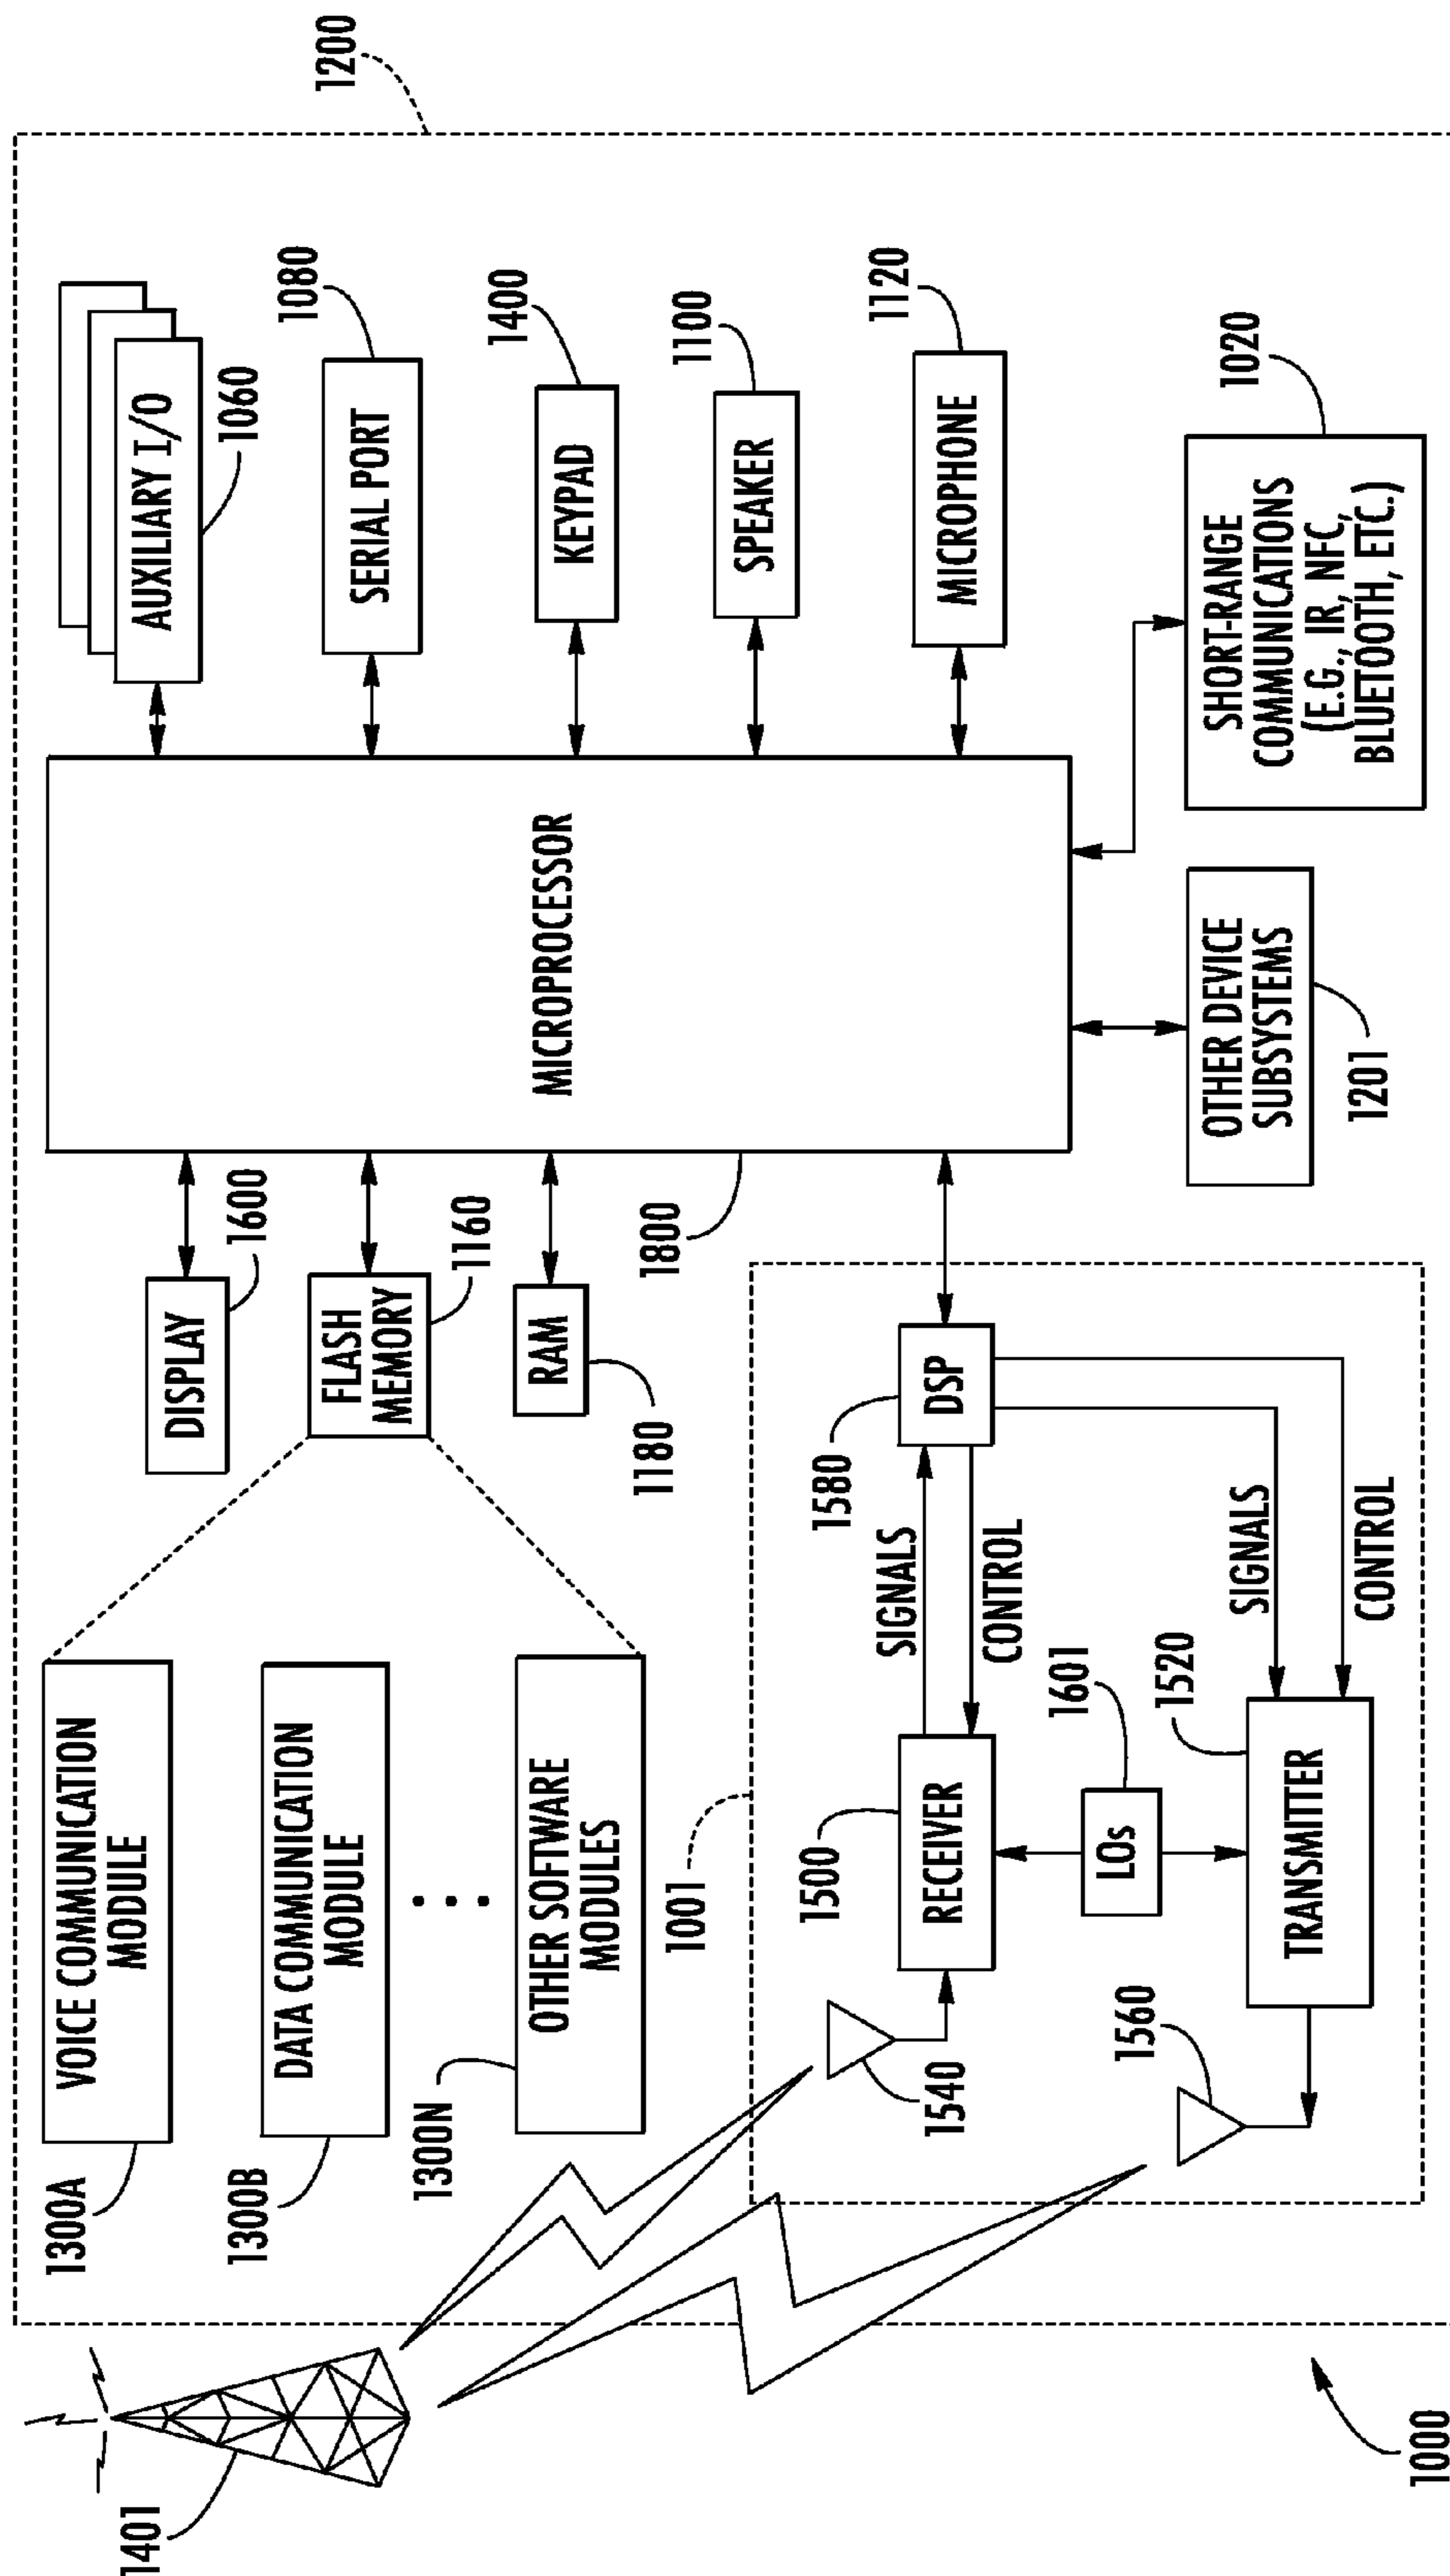 1200
VOICE COMMUNICATION
MODULE
1300A
DATA COMMUNICATION
MODULE
1300B
OTHER SOFTWARE
MODULES
1300N
DISPLAY
1600
FLASH
MEMORY
1160
RAM
1180
MICROPROCESSOR
1800
AUXILIARY I/O
1060
SERIAL PORT
1080
KEYPAD
1400
SPEAKER
1100
MICROPHONE
1120
SHORT-RANGE
COMMUNICATIONS
(E.G., IR, NFC,
BLUETOOTH, ETC.)
1020
OTHER DEVICE
SUBSYSTEMS
1201
1401
1001
1540
RECEIVER
1500
SIGNALS
CONTROL
DSP
1580
LOs
1601
1560
TRANSMITTER
1520
SIGNALS
CONTROL
1000